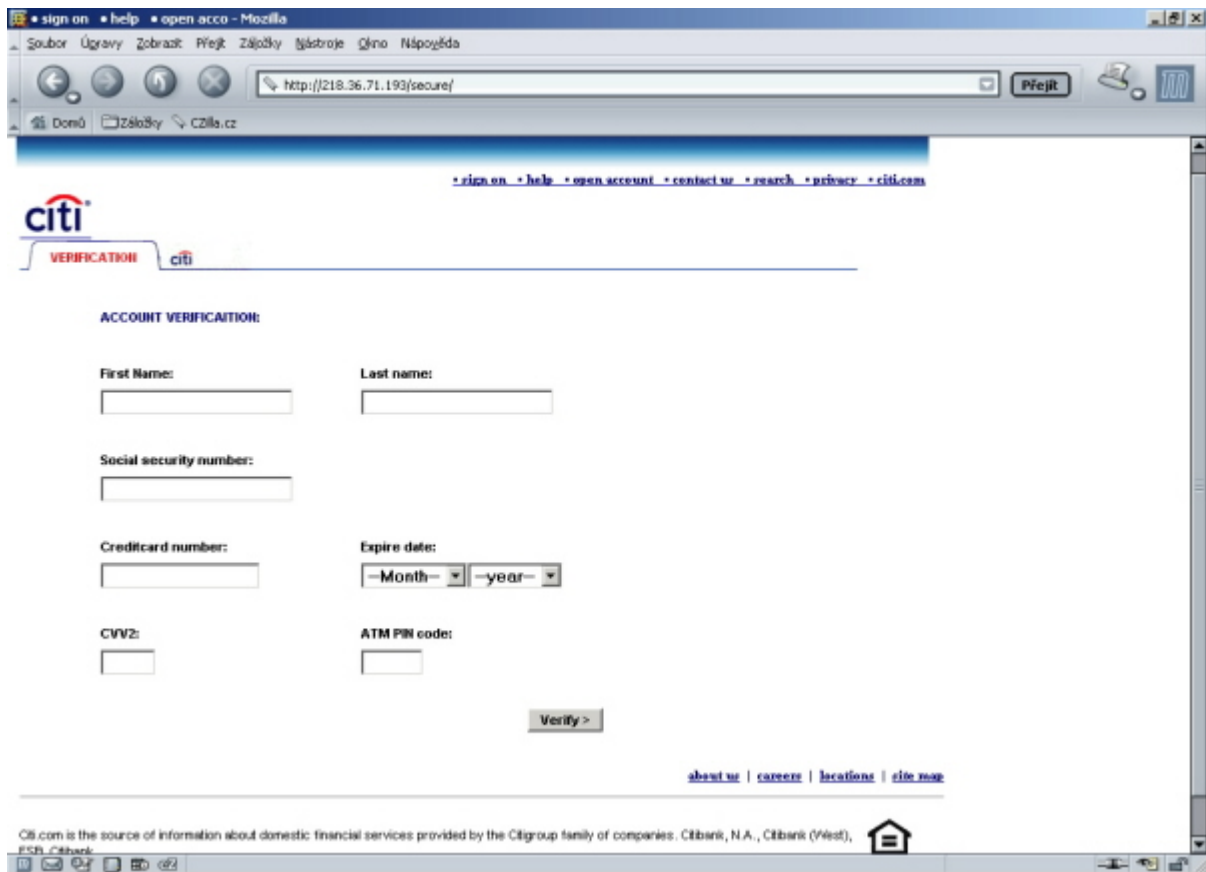 • sign on • help • open acco - Mozilla
Soubor Úpravy Zobrazit Přejít Záložky Nástroje Okno Nápověda
http://218.36.71.193/secure/ Přejít
Domů Záložky CZilla.cz
• sign on • help • open account • contact us • search • privacy • citi.com
citi
VERIFICATION citi
ACCOUNT VERIFICAITION:
First Name: Last name:
Social security number:
Creditcard number: Expire date:
--Month-- --year--
CVV2: ATM PIN code:
Verify >
about us | careers | locations | site map
Citi.com is the source of information about domestic financial services provided by the Citigroup family of companies. Citibank, N.A., Citibank (West),
FSB, Citibank